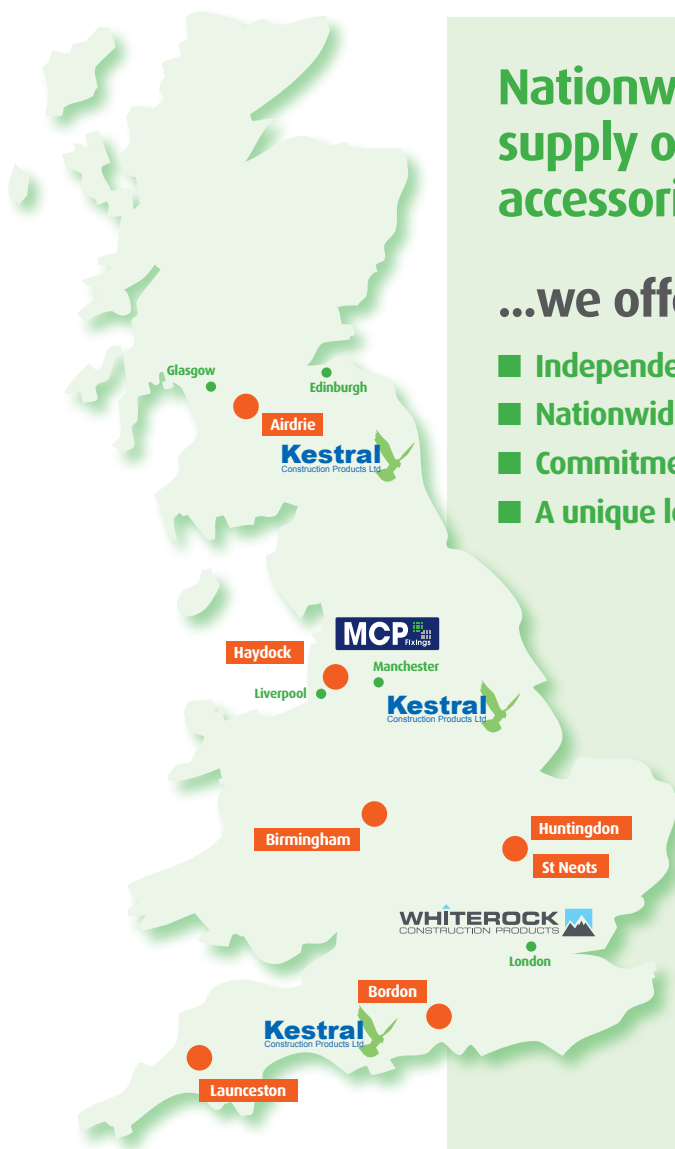 Nationw
supply o
accessori
...we offe
Independe
Nationwid
Commitme
A unique l
Glasgow
Edinburgh
Airdrie
Kestral
Construction Products Ltd
MCP
Fixings
Haydock
Manchester
Liverpool
Kestral
Construction Products Ltd
Birmingham
Huntingdon
St Neots
WHITEROCK
CONSTRUCTION PRODUCTS
London
Bordon
Kestral
Construction Products Ltd
Launceston